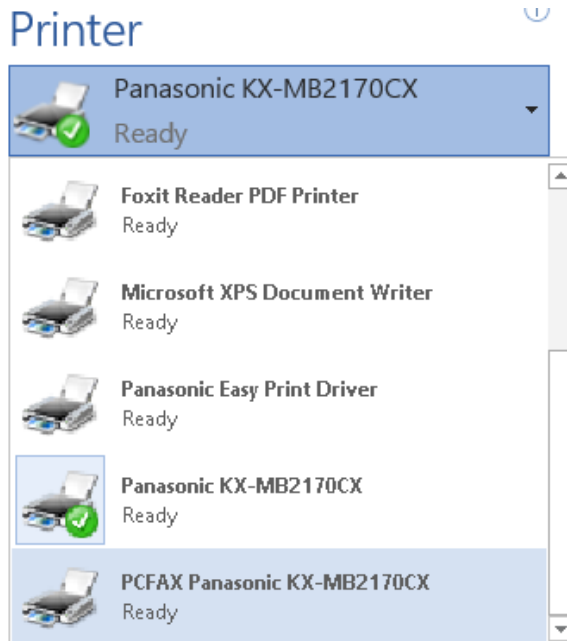 Printer
Panasonic KX-MB2170CX
Ready
Foxit Reader PDF Printer
Ready
Microsoft XPS Document Writer
Ready
Panasonic Easy Print Driver
Ready
Panasonic KX-MB2170CX
Ready
PCFAX Panasonic KX-MB2170CX
Ready